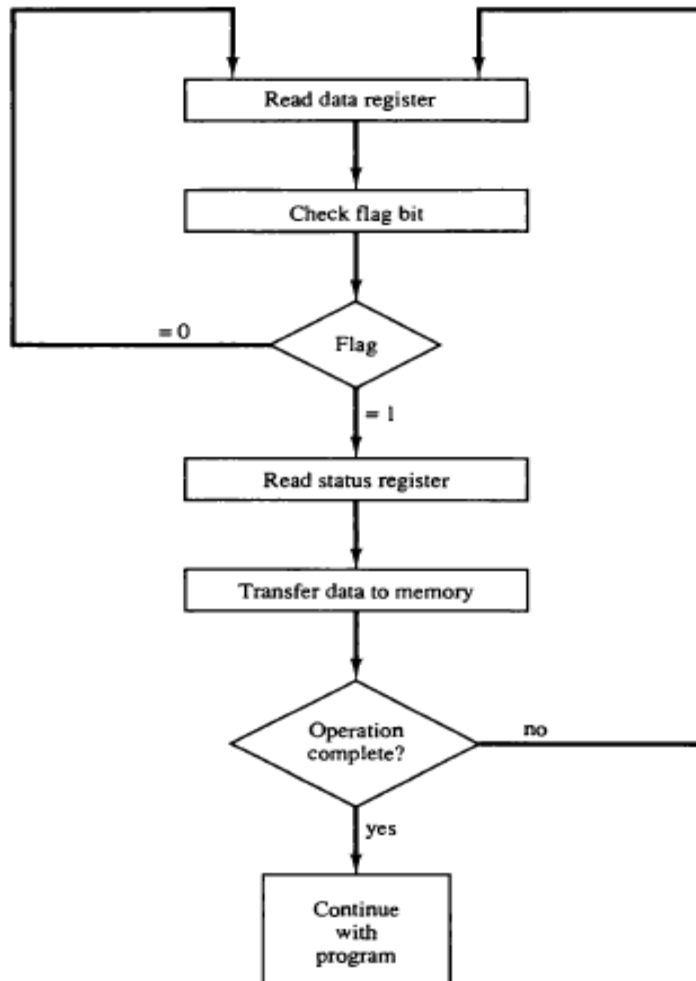 Read data register
Check flag bit
= 0
Flag
= 1
Read status register
Transfer data to memory
Operation
complete?
no
yes
Continue
with
program